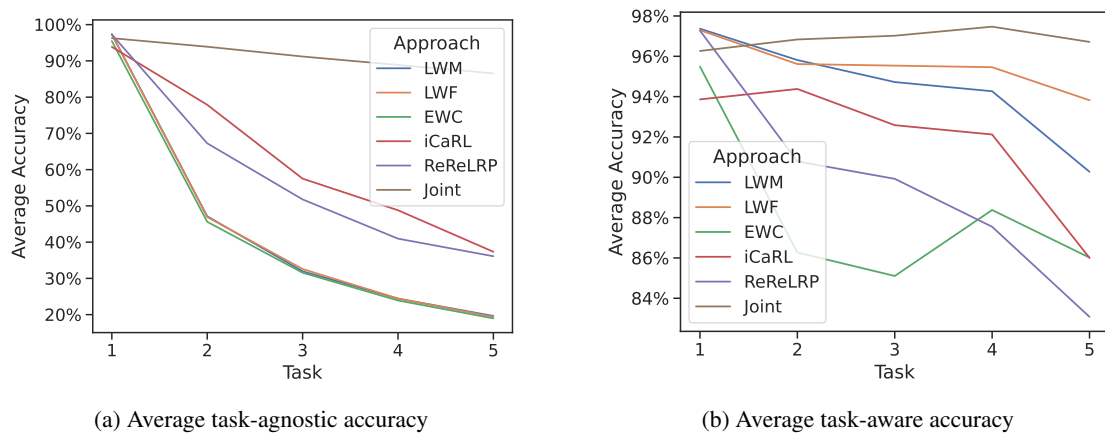 100%
90%
80%
70%
60%
50%
40%
30%
20%
Average Accuracy
Approach
LWM
LWF
EWC
iCaRL
ReReLRP
Joint
1 2 3 4 5
Task
(a) Average task-agnostic accuracy
98%
96%
94%
92%
90%
88%
86%
84%
Average Accuracy
Approach
LWM
LWF
EWC
iCaRL
ReReLRP
Joint
1 2 3 4 5
Task
(b) Average task-aware accuracy